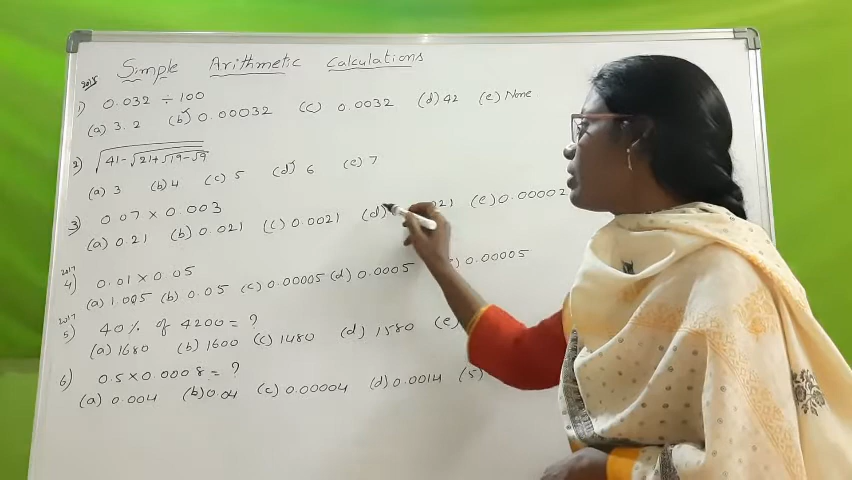 Simple Arithmetic Calculations
2015
1) 0.032 ÷ 100
(a) 3.2 (b) 0.00032 (c) 0.0032 (d) 42 (e) None
2) √41-√21+√19-√9
(a) 3 (b) 4 (c) 5 (d) 6 (e) 7
3) 0.07 × 0.003
(a) 0.21 (b) 0.021 (c) 0.0021 (d) 021 (e) 0.00002
2017
4) 0.01 × 0.05
(a) 1.005 (b) 0.05 (c) 0.00005 (d) 0.0005 0.00005
2017
5) 40% of 4200 = ?
(a) 1680 (b) 1600 (c) 1480 (d) 1580 (e)
6) 0.5 × 0.0008 = ?
(a) 0.004 (b) 0.04 (c) 0.00004 (d) 0.0014 (5)